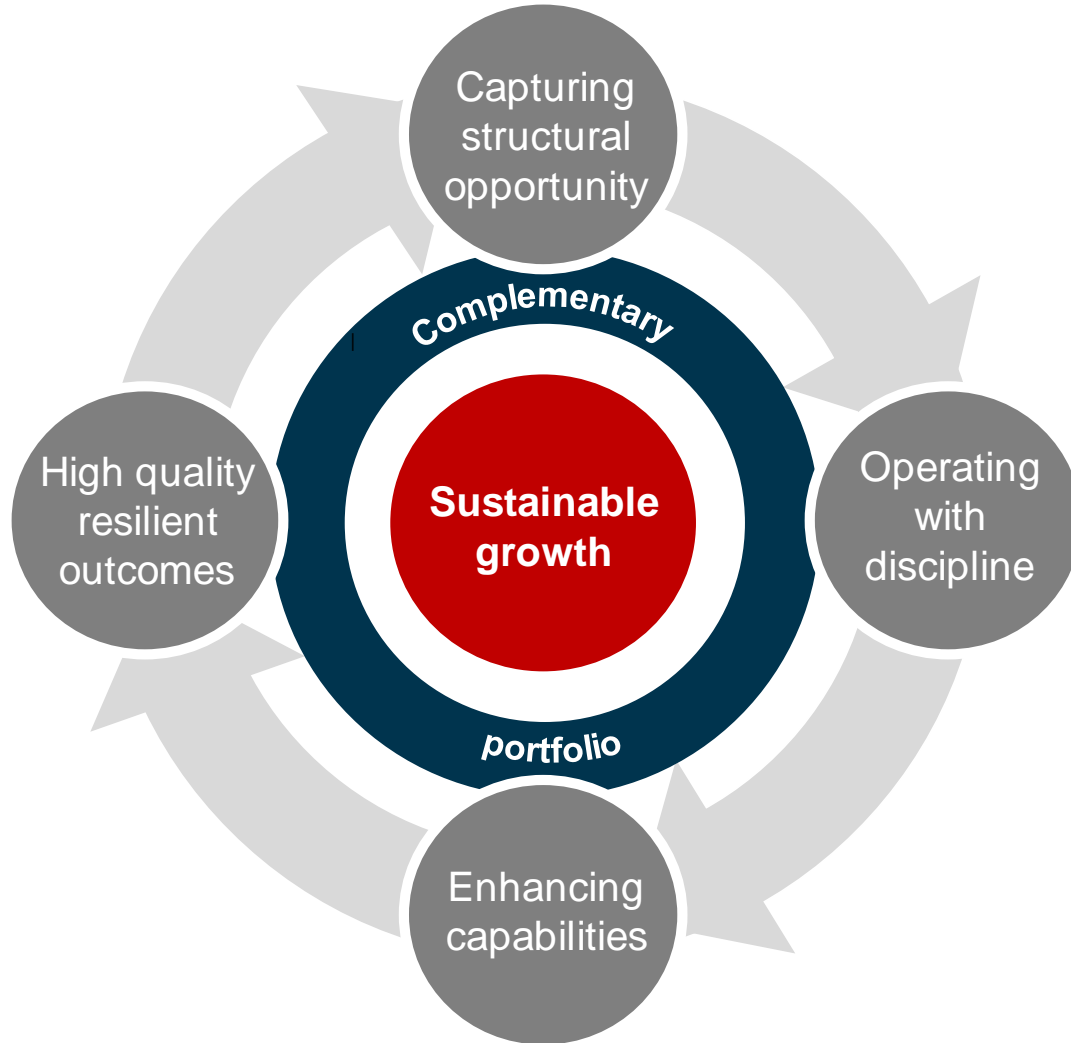 Capturing
structural
opportunity
Complementary
High quality
resilient
outcomes
Sustainable
growth
Operating
with
discipline
portfolio
Enhancing
capabilities